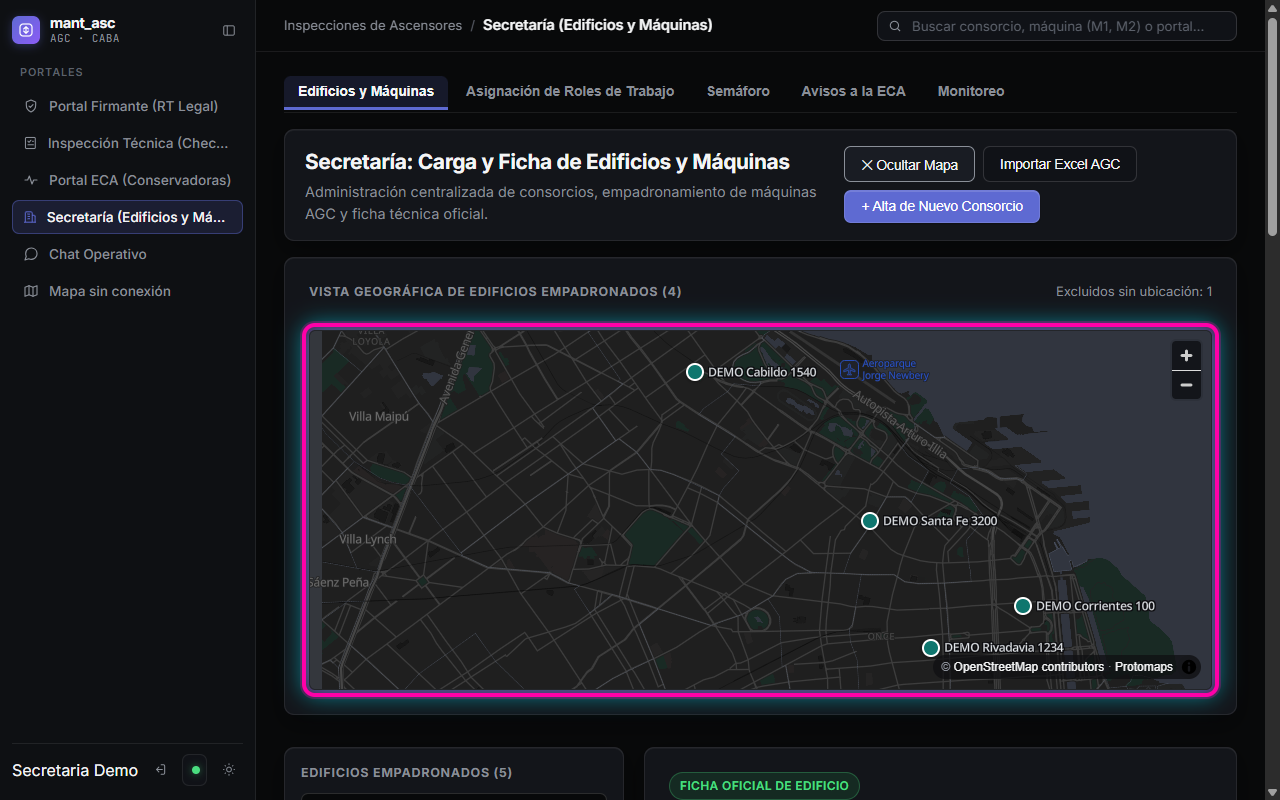 mant_asc
AGC · CABA
PORTALES
Portal Firmante (RT Legal)
Inspección Técnica (Chec...
Portal ECA (Conservadoras)
Secretaría (Edificios y Má...
Chat Operativo
Mapa sin conexión
Secretaria Demo
Inspecciones de Ascensores / Secretaría (Edificios y Máquinas)
Buscar consorcio, máquina (M1, M2) o portal...
Edificios y Máquinas
Asignación de Roles de Trabajo
Semáforo
Avisos a la ECA
Monitoreo
Secretaría: Carga y Ficha de Edificios y Máquinas
Administración centralizada de consorcios, empadronamiento de máquinas
AGC y ficha técnica oficial.
Ocultar Mapa
Importar Excel AGC
+ Alta de Nuevo Consorcio
VISTA GEOGRÁFICA DE EDIFICIOS EMPADRONADOS (4)
Excluidos sin ubicación: 1
VILLA
LOYOLA
Avenida Gener
DEMO Cabildo 1540
Aeroparque
Jorge Newbery
+
−
Villa Maipú
Autopista Arturo Illia
DEMO Santa Fe 3200
Villa Lynch
Sáenz Peña
DEMO Corrientes 100
ONCE
DEMO Rivadavia 1234
© OpenStreetMap contributors · Protomaps
EDIFICIOS EMPADRONADOS (5)
FICHA OFICIAL DE EDIFICIO